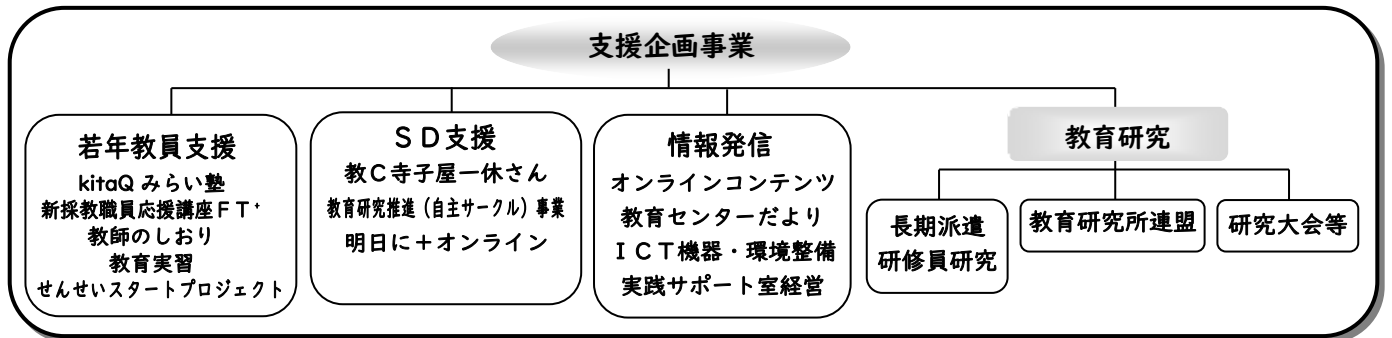 支援企画事業
若年教員支援
kitaQ みらい塾
新採教職員応援講座ＦＴ⁺
教師のしおり
教育実習
せんせいスタートプロジェクト
ＳＤ支援
教Ｃ寺子屋一休さん
教育研究推進（自主サークル）事業
明日に＋オンライン
情報発信
オンラインコンテンツ
教育センターだより
ＩＣＴ機器・環境整備
実践サポート室経営
教育研究
長期派遣
研修員研究
教育研究所連盟
研究大会等